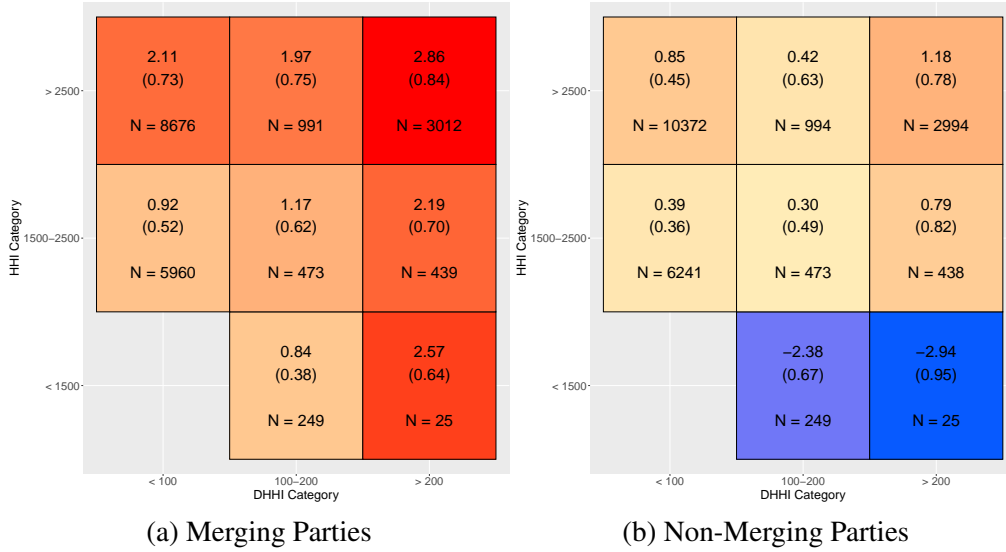 2.11
(0.73)
N = 8676
1.97
(0.75)
N = 991
2.86
(0.84)
N = 3012
0.92
(0.52)
N = 5960
1.17
(0.62)
N = 473
2.19
(0.70)
N = 439
0.84
(0.38)
N = 249
2.57
(0.64)
N = 25
> 2500
1500−2500
< 1500
HHI Category
< 100
100−200
> 200
DHHI Category
(a) Merging Parties
0.85
(0.45)
N = 10372
0.42
(0.63)
N = 994
1.18
(0.78)
N = 2994
0.39
(0.36)
N = 6241
0.30
(0.49)
N = 473
0.79
(0.82)
N = 438
−2.38
(0.67)
N = 249
−2.94
(0.95)
N = 25
> 2500
1500−2500
< 1500
HHI Category
< 100
100−200
> 200
DHHI Category
(b) Non-Merging Parties